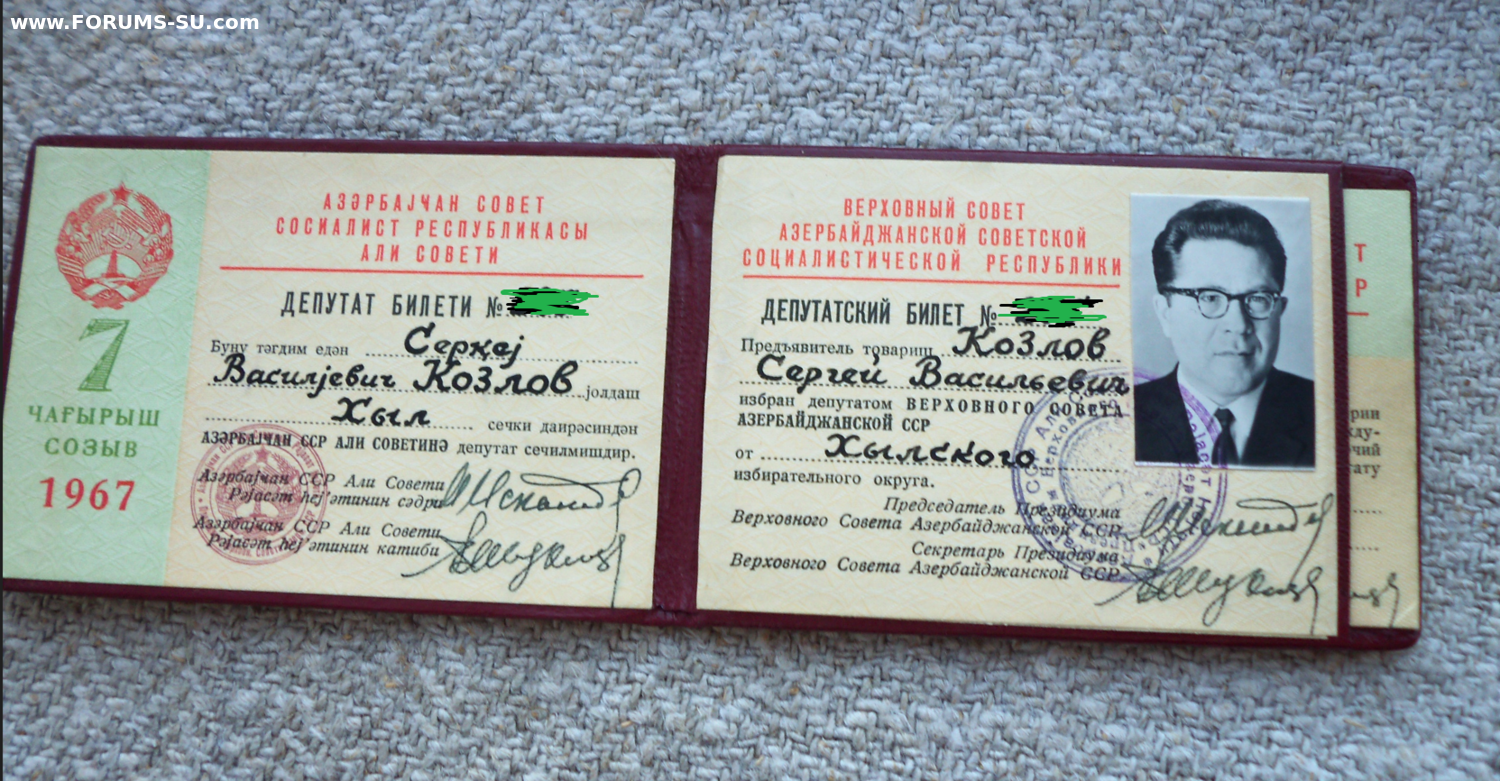 www.FORUMS-SU.com
7
ЧАҒЫРЫШ
СОЗЫВ
1967
АЗӘРБАЈҸАН СОВЕТ
СОСИАЛИСТ РЕСПУБЛИКАСЫ
АЛИ СОВЕТИ
ДЕПУТАТ БИЛЕТИ №
Буну тәгдим едән Серҝеј
Василјевич Козлов јолдаш
Хыл сечки даирәсиндән
АЗӘРБАЈҸАН ССР АЛИ СОВЕТИНӘ депутат сечилмишдир.
Азәрбајҹан ССР Али Совети
Рәјасәт һеј'әтинин сәдри
Азәрбајҹан ССР Али Совети
Рәјасәт һеј'әтинин катиби
ВЕРХОВНЫЙ СОВЕТ
АЗЕРБАЙДЖАНСКОЙ СОВЕТСКОЙ
СОЦИАЛИСТИЧЕСКОЙ РЕСПУБЛИКИ
ДЕПУТАТСКИЙ БИЛЕТ №
Предъявитель товарищ Козлов
Сергей Васильевич
избран депутатом ВЕРХОВНОГО СОВЕТА
АЗЕРБАЙДЖАНСКОЙ ССР
от Хылского
избирательного округа.
Председатель Президиума
Верховного Совета Азербайджанской ССР
Секретарь Президиума
Верховного Совета Азербайджанской ССР